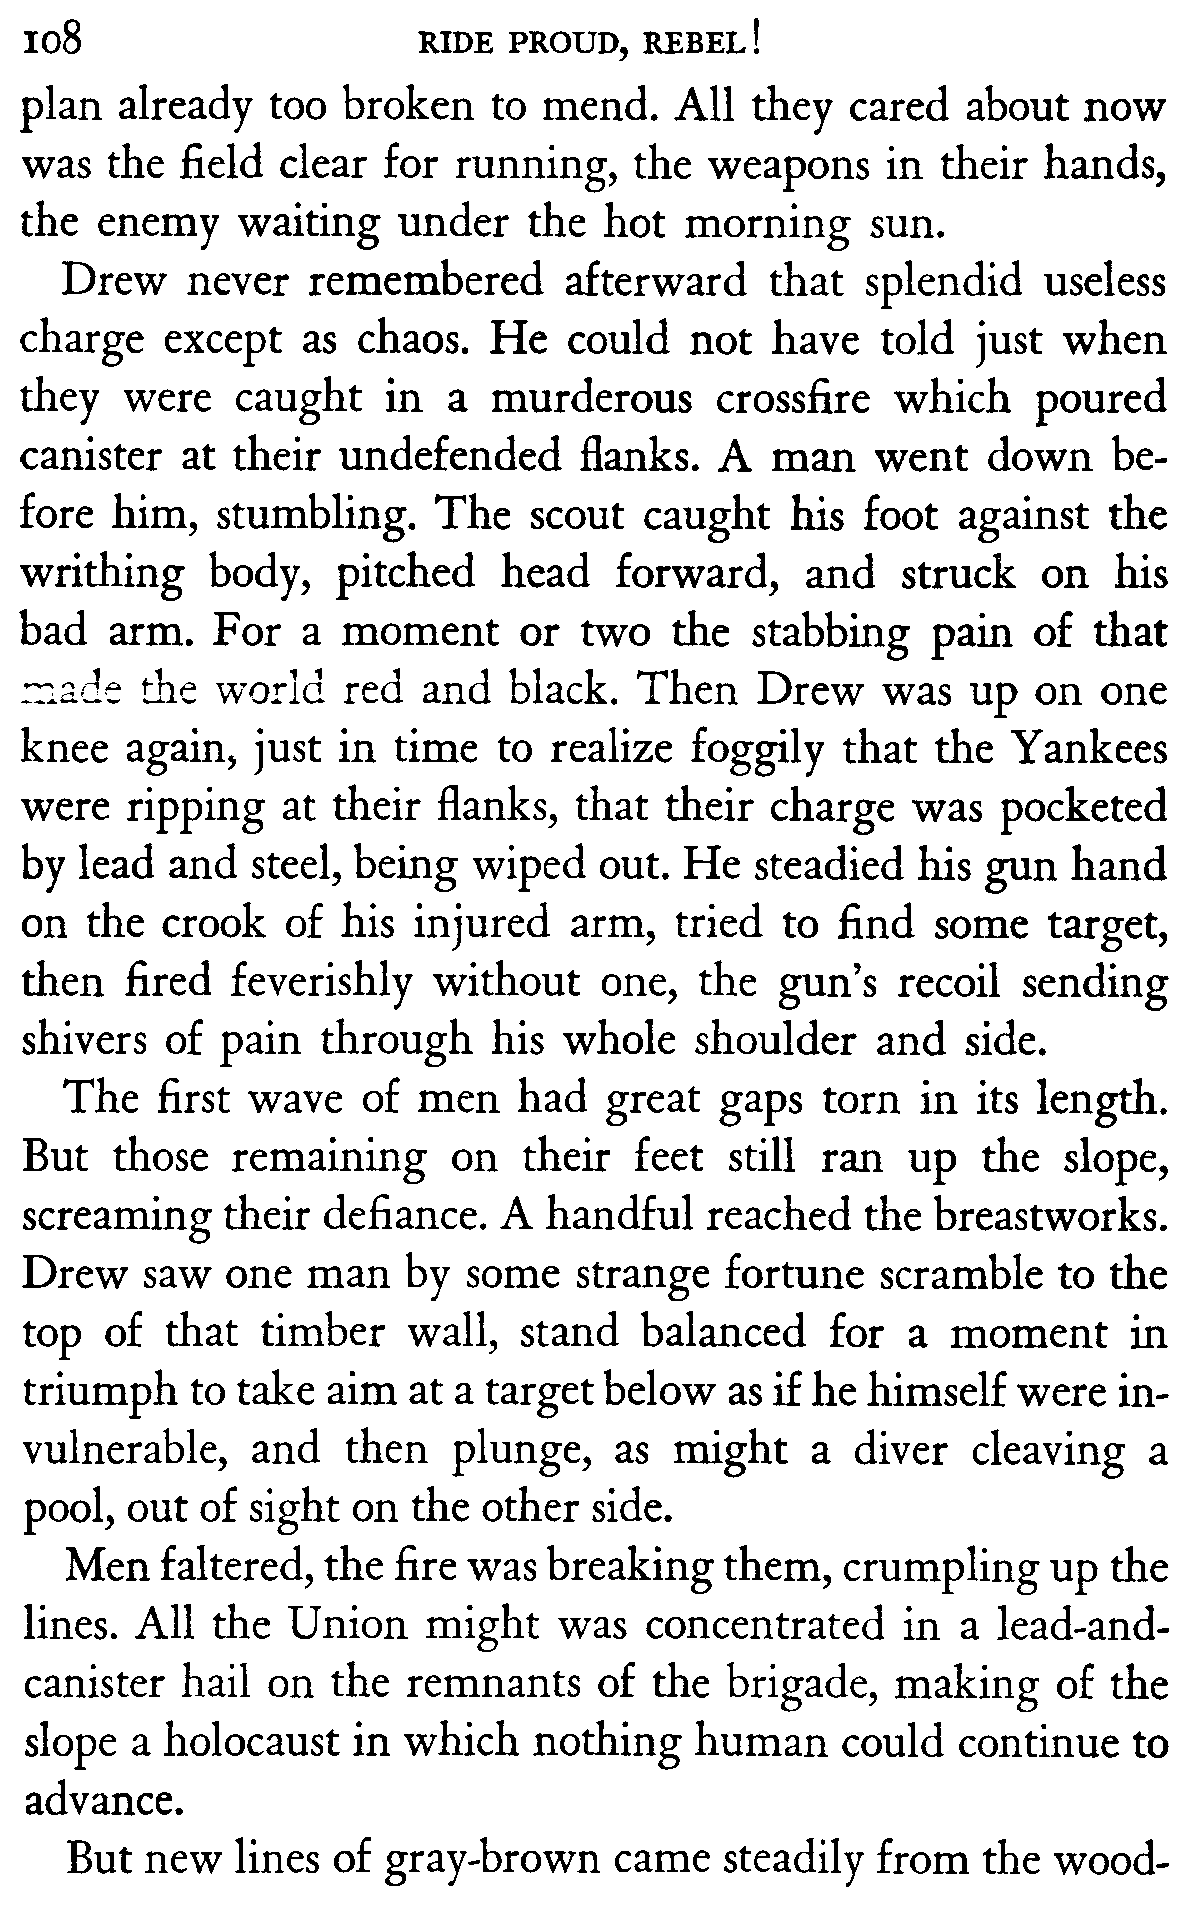 108 RIDE PROUD, REBEL!
plan already too broken to mend. All they cared about now
was the field clear for running, the weapons in their hands,
the enemy waiting under the hot morning sun.
Drew never remembered afterward that splendid useless
charge except as chaos. He could not have told just when
they were caught in a murderous crossfire which poured
canister at their undefended flanks. A man went down be-
fore him, stumbling. The scout caught his foot against the
writhing body, pitched head forward, and struck on his
bad arm. For a moment or two the stabbing pain of that
made the world red and black. Then Drew was up on one
knee again, just in time to realize foggily that the Yankees
were ripping at their flanks, that their charge was pocketed
by lead and steel, being wiped out. He steadied his gun hand
on the crook of his injured arm, tried to find some target,
then fired feverishly without one, the gun's recoil sending
shivers of pain through his whole shoulder and side.
The first wave of men had great gaps torn in its length.
But those remaining on their feet still ran up the slope,
screaming their defiance. A handful reached the breastworks.
Drew saw one man by some strange fortune scramble to the
top of that timber wall, stand balanced for a moment in
triumph to take aim at a target below as if he himself were in-
vulnerable, and then plunge, as might a diver cleaving a
pool, out of sight on the other side.
Men faltered, the fire was breaking them, crumpling up the
lines. All the Union might was concentrated in a lead-and-
canister hail on the remnants of the brigade, making of the
slope a holocaust in which nothing human could continue to
advance.
But new lines of gray-brown came steadily from the wood-